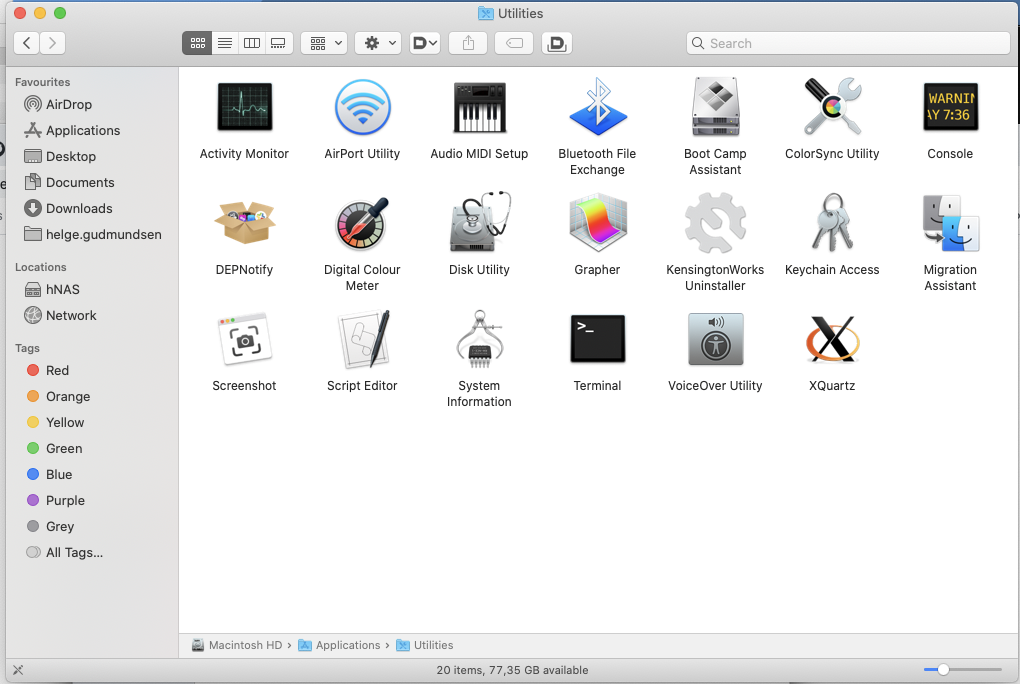 Utilities
Search
Favourites
AirDrop
Applications
Desktop
Documents
Downloads
helge.gudmundsen
Locations
hNAS
Network
Tags
Red
Orange
Yellow
Green
Blue
Purple
Grey
All Tags...
WARNIN
AY 7:36
Activity Monitor
AirPort Utility
Audio MIDI Setup
Bluetooth File
Exchange
Boot Camp
Assistant
ColorSync Utility
Console
DEPNotify
Digital Colour
Meter
Disk Utility
Grapher
KensingtonWorks
Uninstaller
Keychain Access
Migration
Assistant
>_
Screenshot
Script Editor
System
Information
Terminal
VoiceOver Utility
XQuartz
Macintosh HD › Applications › Utilities
20 items, 77,35 GB available